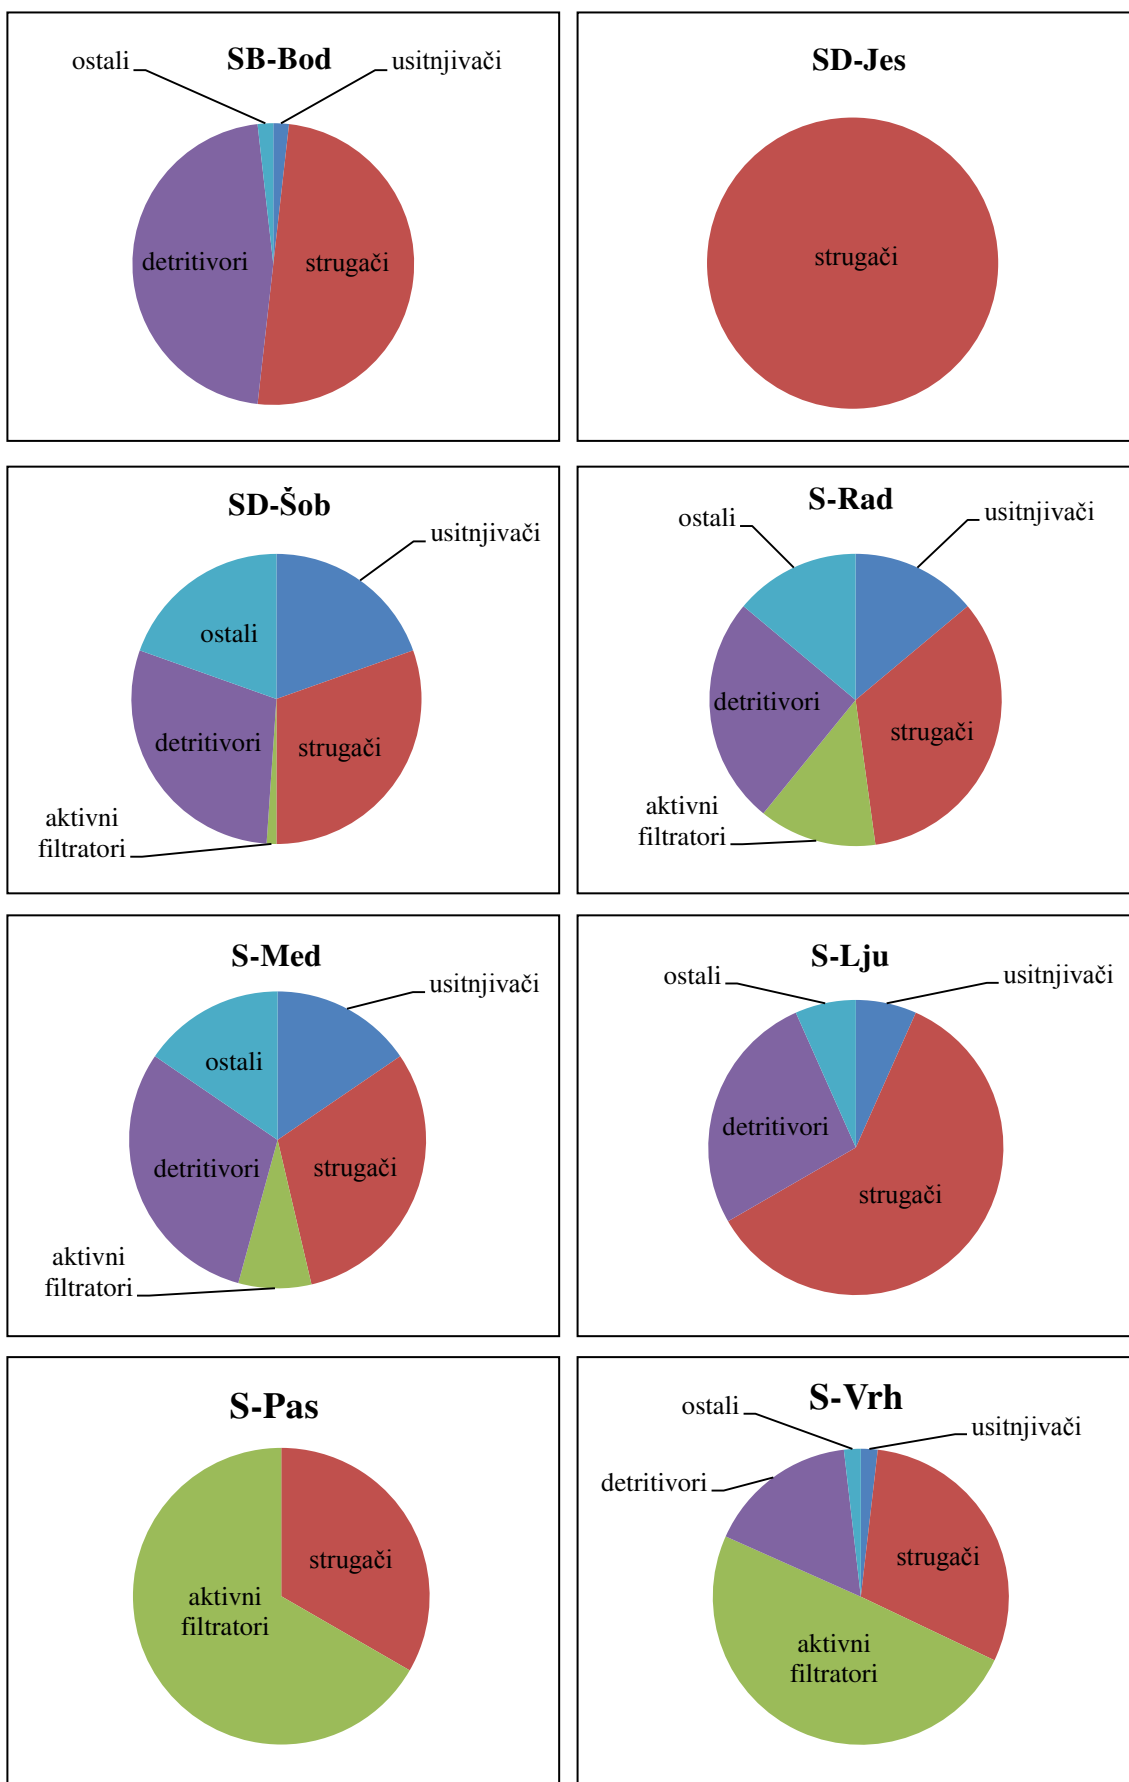 SB-Bod
ostali
usitnjivači
detritivori
strugači
SD-Jes
strugači
SD-Šob
usitnjivači
ostali
detritivori
strugači
aktivni
filtratori
S-Rad
ostali
usitnjivači
detritivori
strugači
aktivni
filtratori
S-Med
usitnjivači
ostali
detritivori
strugači
aktivni
filtratori
S-Lju
ostali
usitnjivači
detritivori
strugači
S-Pas
strugači
aktivni
filtratori
S-Vrh
ostali
usitnjivači
detritivori
strugači
aktivni
filtratori